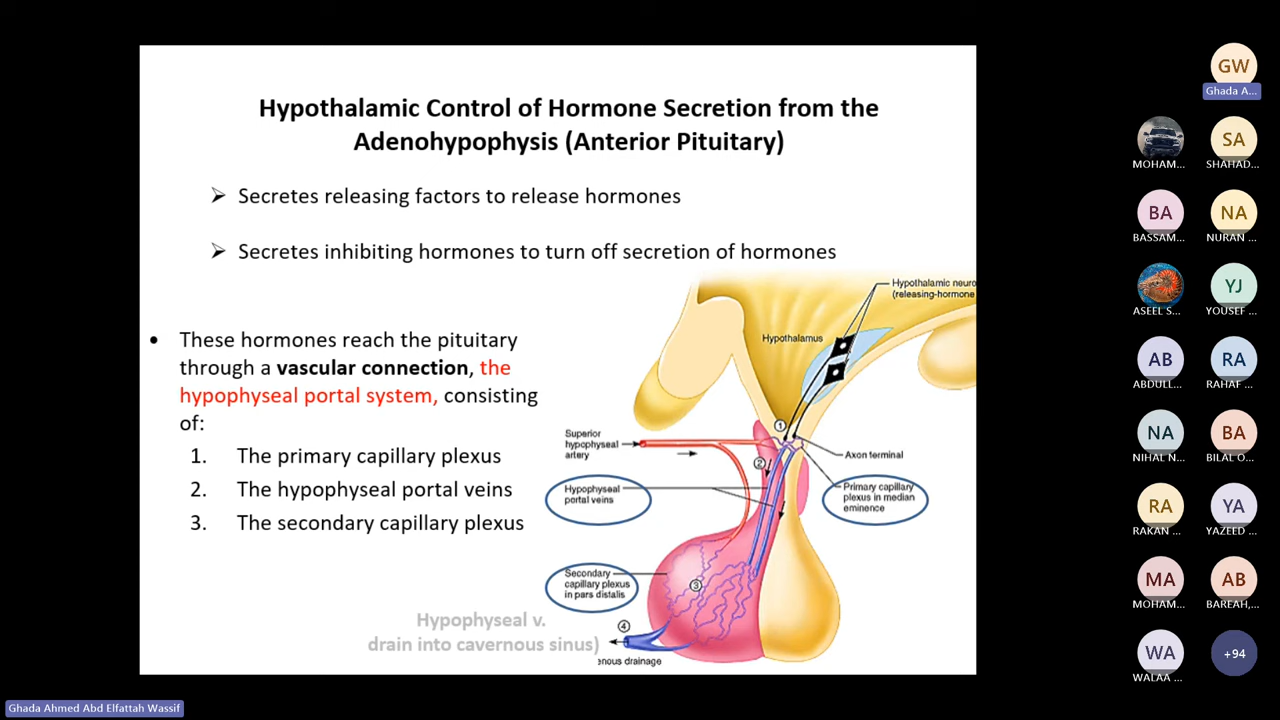 Hypothalamic Control of Hormone Secretion from the
Adenohypophysis (Anterior Pituitary)
➢ Secretes releasing factors to release hormones
➢ Secretes inhibiting hormones to turn off secretion of hormones
• These hormones reach the pituitary
through a vascular connection, the
hypophyseal portal system, consisting
of:
1. The primary capillary plexus
2. The hypophyseal portal veins
3. The secondary capillary plexus
Hypophyseal v.
drain into cavernous sinus)
Hypothalamic neuro
(releasing-hormone
Hypothalamus
1
Superior
hypophyseal
artery
Axon terminal
2
Hypophyseal
portal veins
Primary capillary
plexus in median
eminence
Secondary
capillary plexus
in pars distalis
3
4
enous drainage
GW
Ghada A...
MOHAM...
SA
SHAHAD...
BA
BASSAM...
NA
NURAN ...
ASEEL S...
YJ
YOUSEF ...
AB
ABDULL...
RA
RAHAF ...
NA
NIHAL N...
BA
BILAL O...
RA
RAKAN ...
YA
YAZEED ...
MA
MOHAM...
AB
BAREAH,...
WA
WALAA ...
+94
Ghada Ahmed Abd Elfattah Wassif